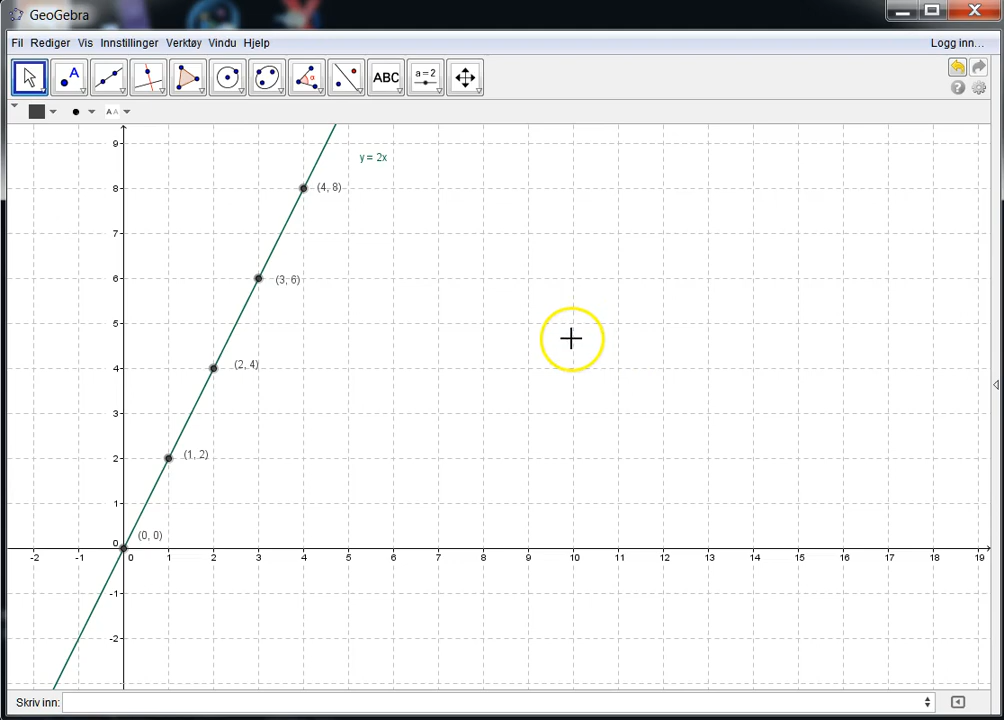 GeoGebra
Fil Rediger Vis Innstillinger Verktøy Vindu Hjelp Logg inn...
A α ABC a=2
A A
9
y = 2x
8 (4, 8)
7
6 (3, 6)
5
4 (2, 4)
3
2 (1, 2)
1
0 (0, 0)
-2 -1 0 1 2 3 4 5 6 7 8 9 10 11 12 13 14 15 16 17 18 19
-1
-2
Skriv inn: